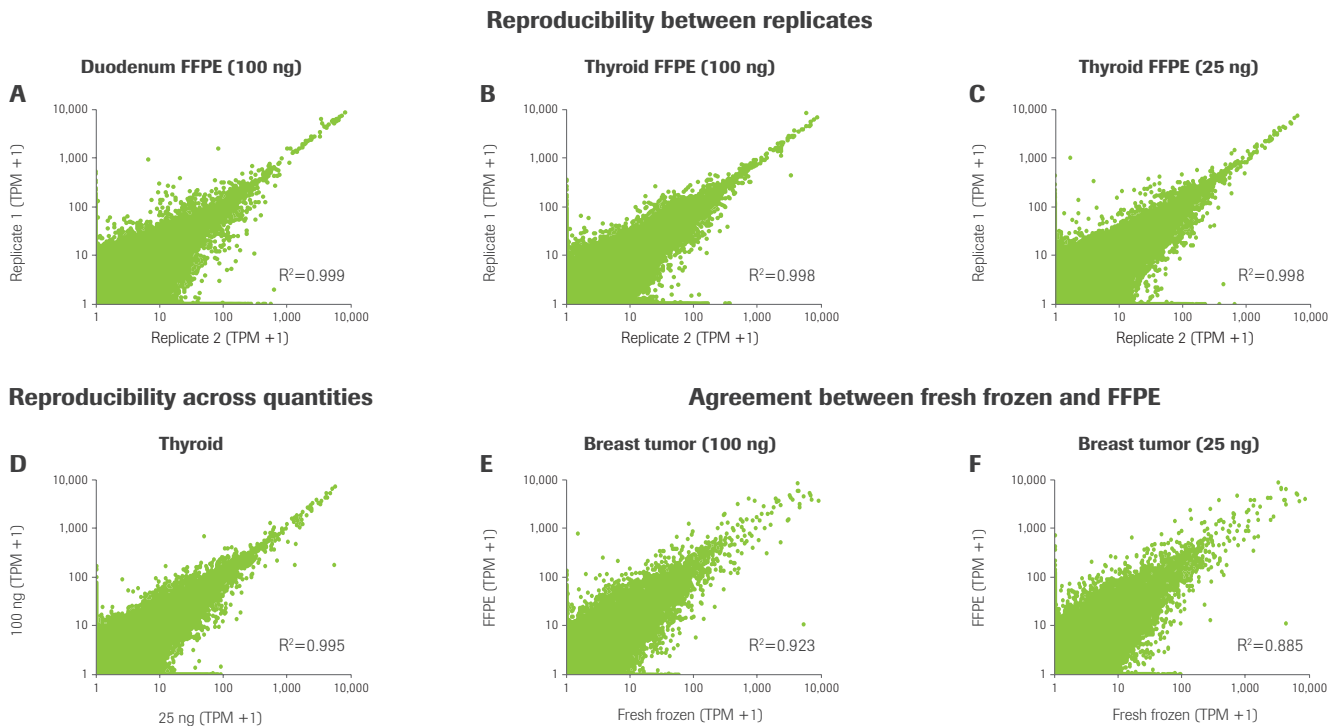 Reproducibility between replicates
Duodenum FFPE (100 ng)
A
10,000
1,000
100
10
1
Replicate 1 (TPM +1)
R²=0.999
1
10
100
1,000
10,000
Replicate 2 (TPM +1)
Thyroid FFPE (100 ng)
B
10,000
1,000
100
10
1
Replicate 1 (TPM +1)
R²=0.998
1
10
100
1,000
10,000
Replicate 2 (TPM +1)
Thyroid FFPE (25 ng)
C
10,000
1,000
100
10
1
Replicate 1 (TPM +1)
R²=0.998
1
10
100
1,000
10,000
Replicate 2 (TPM +1)
Reproducibility across quantities
Thyroid
D
10,000
1,000
100
10
1
100 ng (TPM +1)
R²=0.995
1
10
100
1,000
10,000
25 ng (TPM +1)
Agreement between fresh frozen and FFPE
Breast tumor (100 ng)
E
10,000
1,000
100
10
1
FFPE (TPM +1)
R²=0.923
1
10
100
1,000
10,000
Fresh frozen (TPM +1)
Breast tumor (25 ng)
F
10,000
1,000
100
10
1
FFPE (TPM +1)
R²=0.885
1
10
100
1,000
10,000
Fresh frozen (TPM +1)